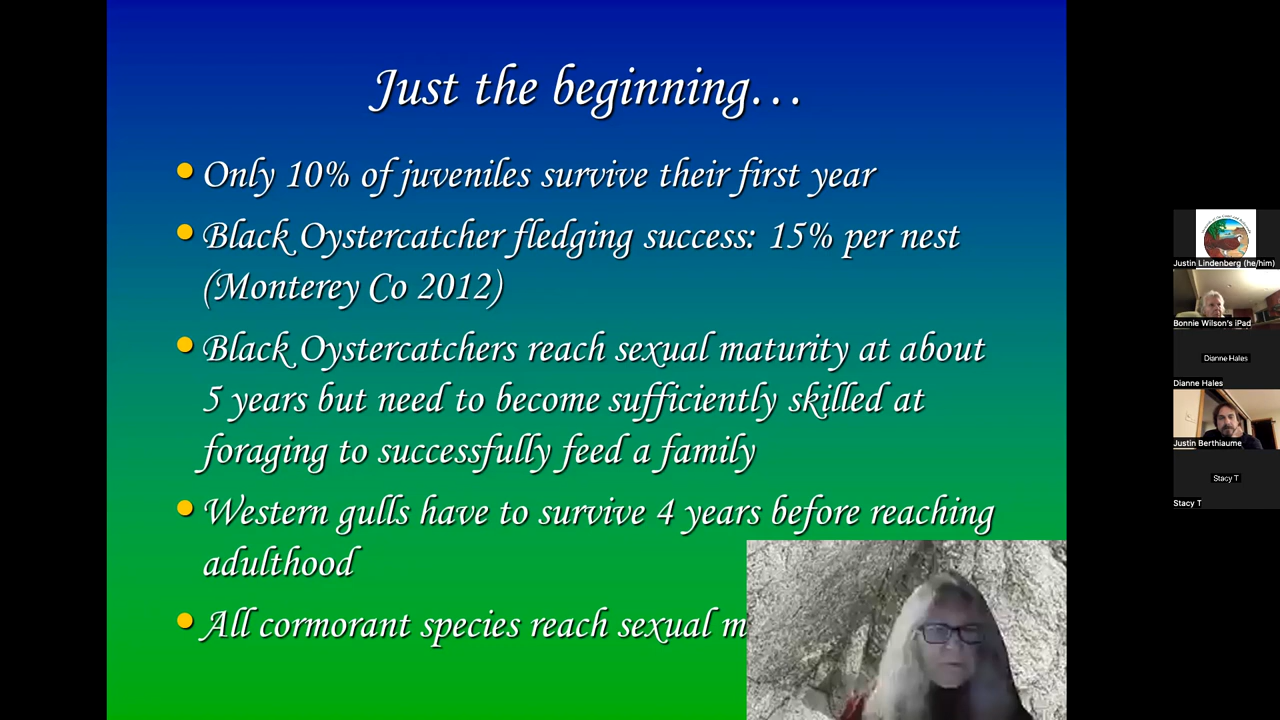 Just the beginning…
• Only 10% of juveniles survive their first year
• Black Oystercatcher fledging success: 15% per nest
(Monterey Co 2012)
• Black Oystercatchers reach sexual maturity at about
5 years but need to become sufficiently skilled at
foraging to successfully feed a family
• Western gulls have to survive 4 years before reaching
adulthood
• All cormorant species reach sexual m
Justin Lindenberg (he/him)
Bonnie Wilson's iPad
Dianne Hales
Dianne Hales
Justin Berthiaume
Stacy T
Stacy T